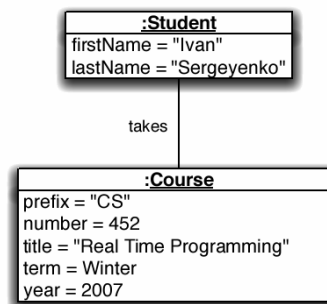 :Student
firstName = "Ivan"
lastName = "Sergeyenko"
takes
:Course
prefix = "CS"
number = 452
title = "Real Time Programming"
term = Winter
year = 2007